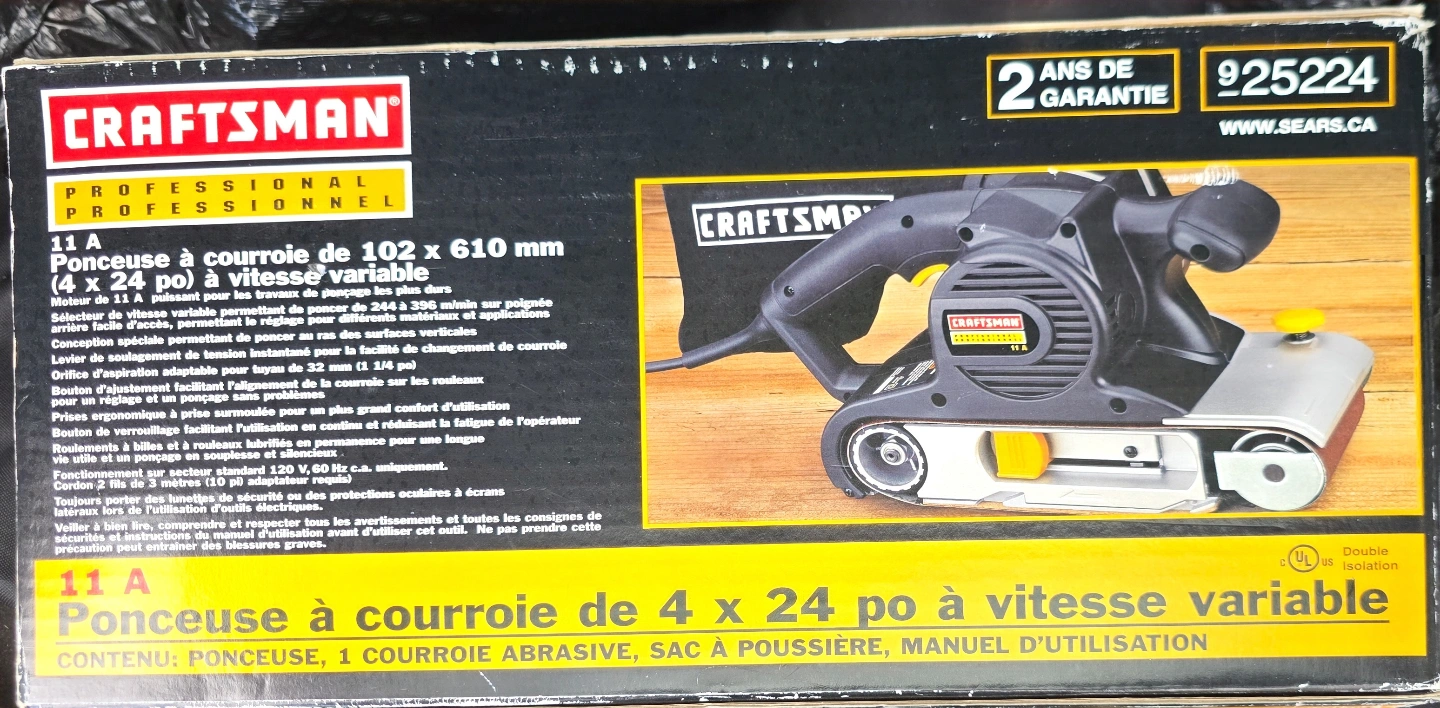 CRAFTSMAN®
PROFESSIONAL
PROFESSIONNEL
2 ANS DE
GARANTIE
925224
WWW.SEARS.CA
11 A
Ponceuse à courroie de 102 x 610 mm
(4 x 24 po) à vitesse variable
Moteur de 11 A puissant pour les travaux de ponçage les plus durs
Sélecteur de vitesse variable permettant de poncer de 244 à 396 m/min sur poignée
arrière facile d'accès, permettant le réglage pour différents matériaux et applications
Conception spéciale permettant de poncer au ras des surfaces verticales
Levier de soulagement de tension instantané pour la facilité de changement de courroie
Orifice d'aspiration adaptable pour tuyau de 32 mm (1 1/4 po)
Bouton d'ajustement facilitant l'alignement de la courroie sur les rouleaux
pour un réglage et un ponçage sans problèmes
Prises ergonomique à prise surmoulée pour un plus grand confort d'utilisation
Bouton de verrouillage facilitant l'utilisation en continu et réduisant la fatigue de l'opérateur
Roulements à billes et à rouleaux lubrifiés en permanence pour une longue
vie utile et un ponçage en souplesse et silencieux
Fonctionnement sur secteur standard 120 V, 60 Hz c.a. uniquement.
Cordon 2 fils de 3 mètres (10 pi) adaptateur requis)
Toujours porter des lunettes de sécurité ou des protections oculaires à écrans
latéraux lors de l'utilisation d'outils électriques.
Veiller à bien lire, comprendre et respecter tous les avertissements et toutes les consignes de
sécurités et instructions du manuel d'utilisation avant d'utiliser cet outil. Ne pas prendre cette
précaution peut entraîner des blessures graves.
CRAFTSMAN
CRAFTSMAN
11 A
C UL US
Double
Isolation
11 A
Ponceuse à courroie de 4 x 24 po à vitesse variable
CONTENU: PONCEUSE, 1 COURROIE ABRASIVE, SAC À POUSSIÈRE, MANUEL D'UTILISATION